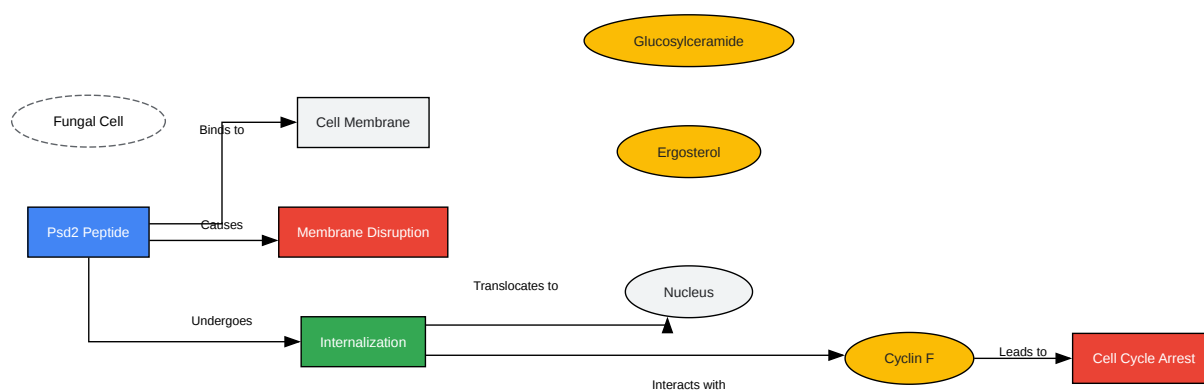 Glucosylceramide
Fungal Cell
Cell Membrane
Binds to
Ergosterol
Psd2 Peptide
Causes
Membrane Disruption
Translocates to
Nucleus
Undergoes
Internalization
Cyclin F
Leads to
Cell Cycle Arrest
Interacts with